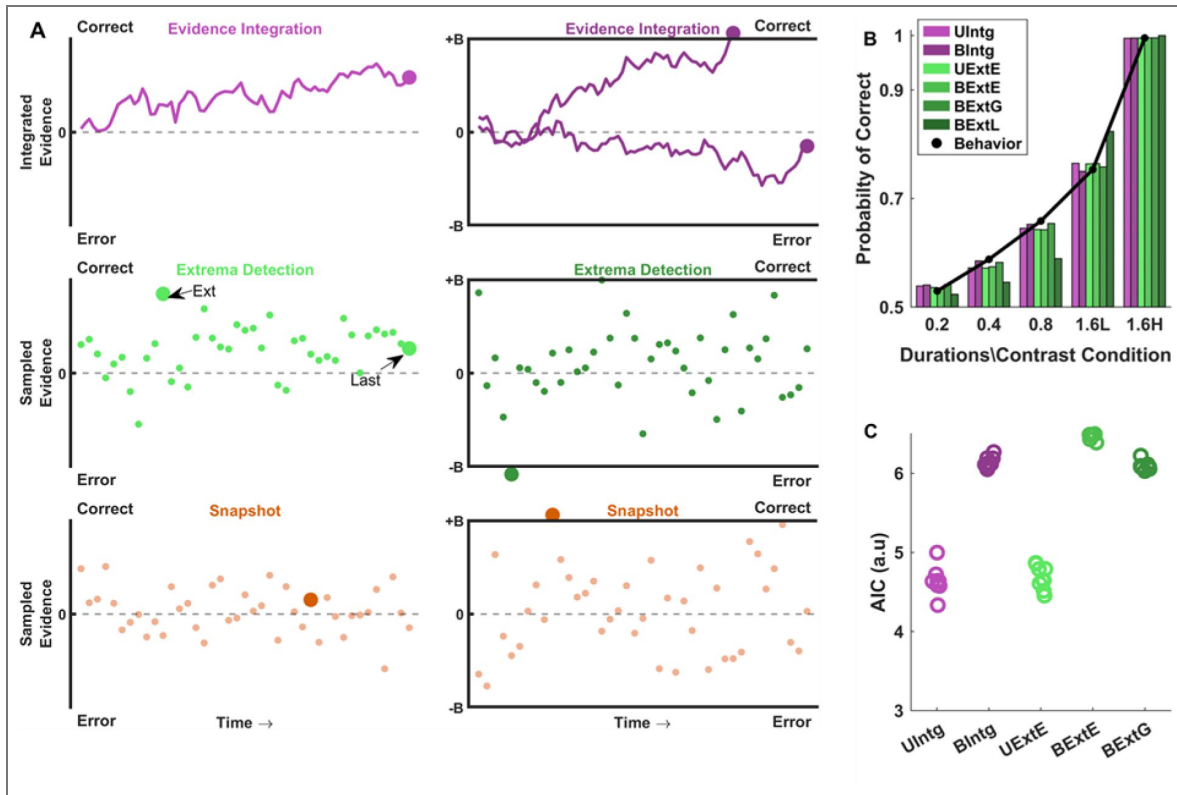 A
Correct
Evidence Integration
Integrated
Evidence
0
Error
+B
Evidence Integration
Correct
0
-B
Error
Correct
Extrema Detection
Ext
Sampled
Evidence
0
Last
Error
+B
Extrema Detection
Correct
0
-B
Error
Correct
Snapshot
Sampled
Evidence
0
Error
Time →
+B
Snapshot
Correct
0
-B
Time →
Error
B
UIntg
BIntg
UExtE
BExtE
BExtG
BExtL
Behavior
Probabilty of Correct
1
0.9
0.7
0.5
0.2
0.4
0.8
1.6L
1.6H
Durations\Contrast Condition
C
AIC (a.u)
6
5
4
3
UIntg
BIntg
UExtE
BExtE
BExtG